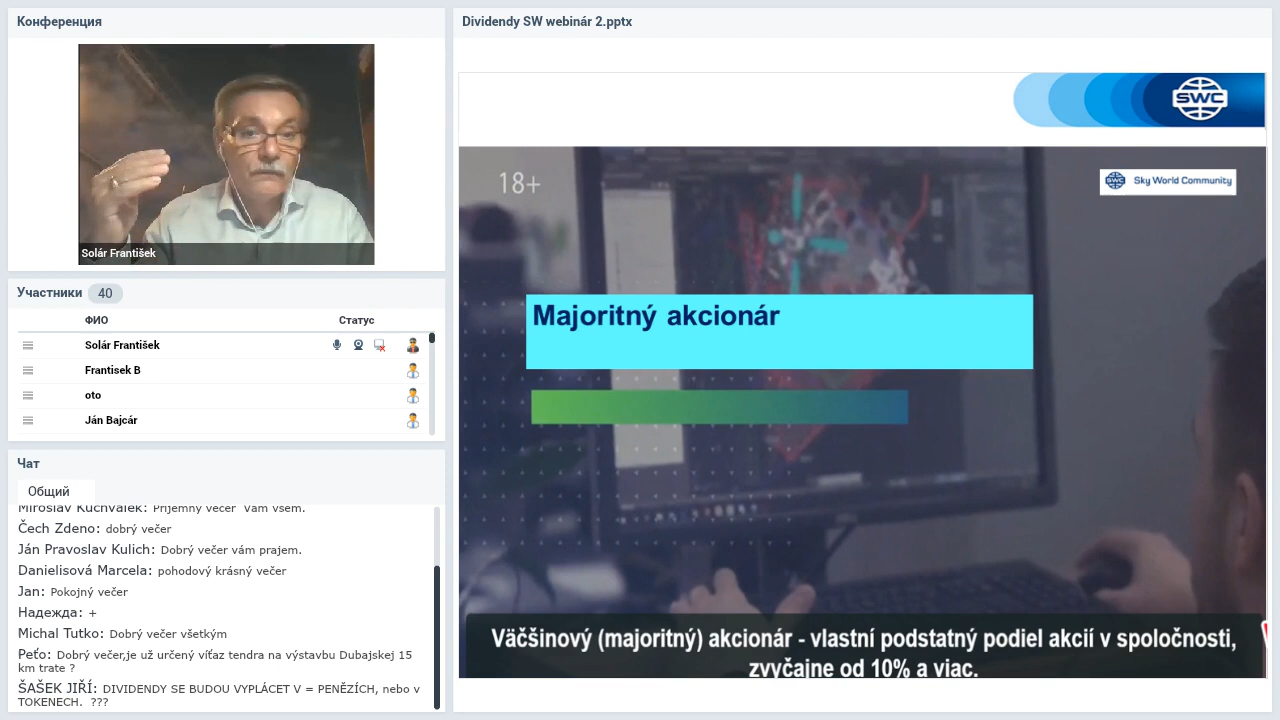 Конференция
Solár František
Участники 40
ФИО Статус
Solár František
Frantisek B
oto
Ján Bajcár
Чат
Общий
Miroslav Kuchválek: Příjemný večer Vám všem.
Čech Zdeno: dobrý večer
Ján Pravoslav Kulich: Dobrý večer vám prajem.
Danielisová Marcela: pohodový krásný večer
Jan: Pokojný večer
Надежда: +
Michal Tutko: Dobrý večer všetkým
Peťo: Dobrý večer,je už určený víťaz tendra na výstavbu Dubajskej 15
km trate ?
ŠAŠEK JIŘÍ: DIVIDENDY SE BUDOU VYPLÁCET V = PENĚZÍCH, nebo v
TOKENECH. ???
Dividendy SW webinár 2.pptx
SWC
18+
SWC Sky World Community
Majoritný akcionár
Väčšinový (majoritný) akcionár - vlastní podstatný podiel akcií v spoločnosti,
zvyčajne od 10% a viac.